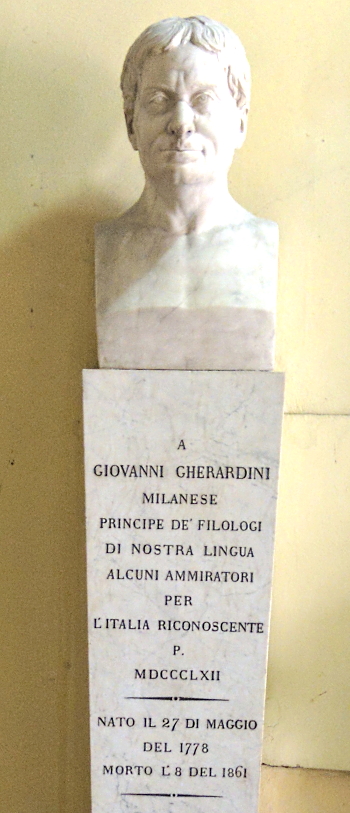 A
GIOVANNI GHERARDINI
MILANESE
PRINCIPE DE' FILOLOGI
DI NOSTRA LINGUA
ALCUNI AMMIRATORI
PER
L'ITALIA RICONOSCENTE
P.
MDCCCLXII
NATO IL 27 DI MAGGIO
DEL 1778
MORTO L'8 DEL 1861